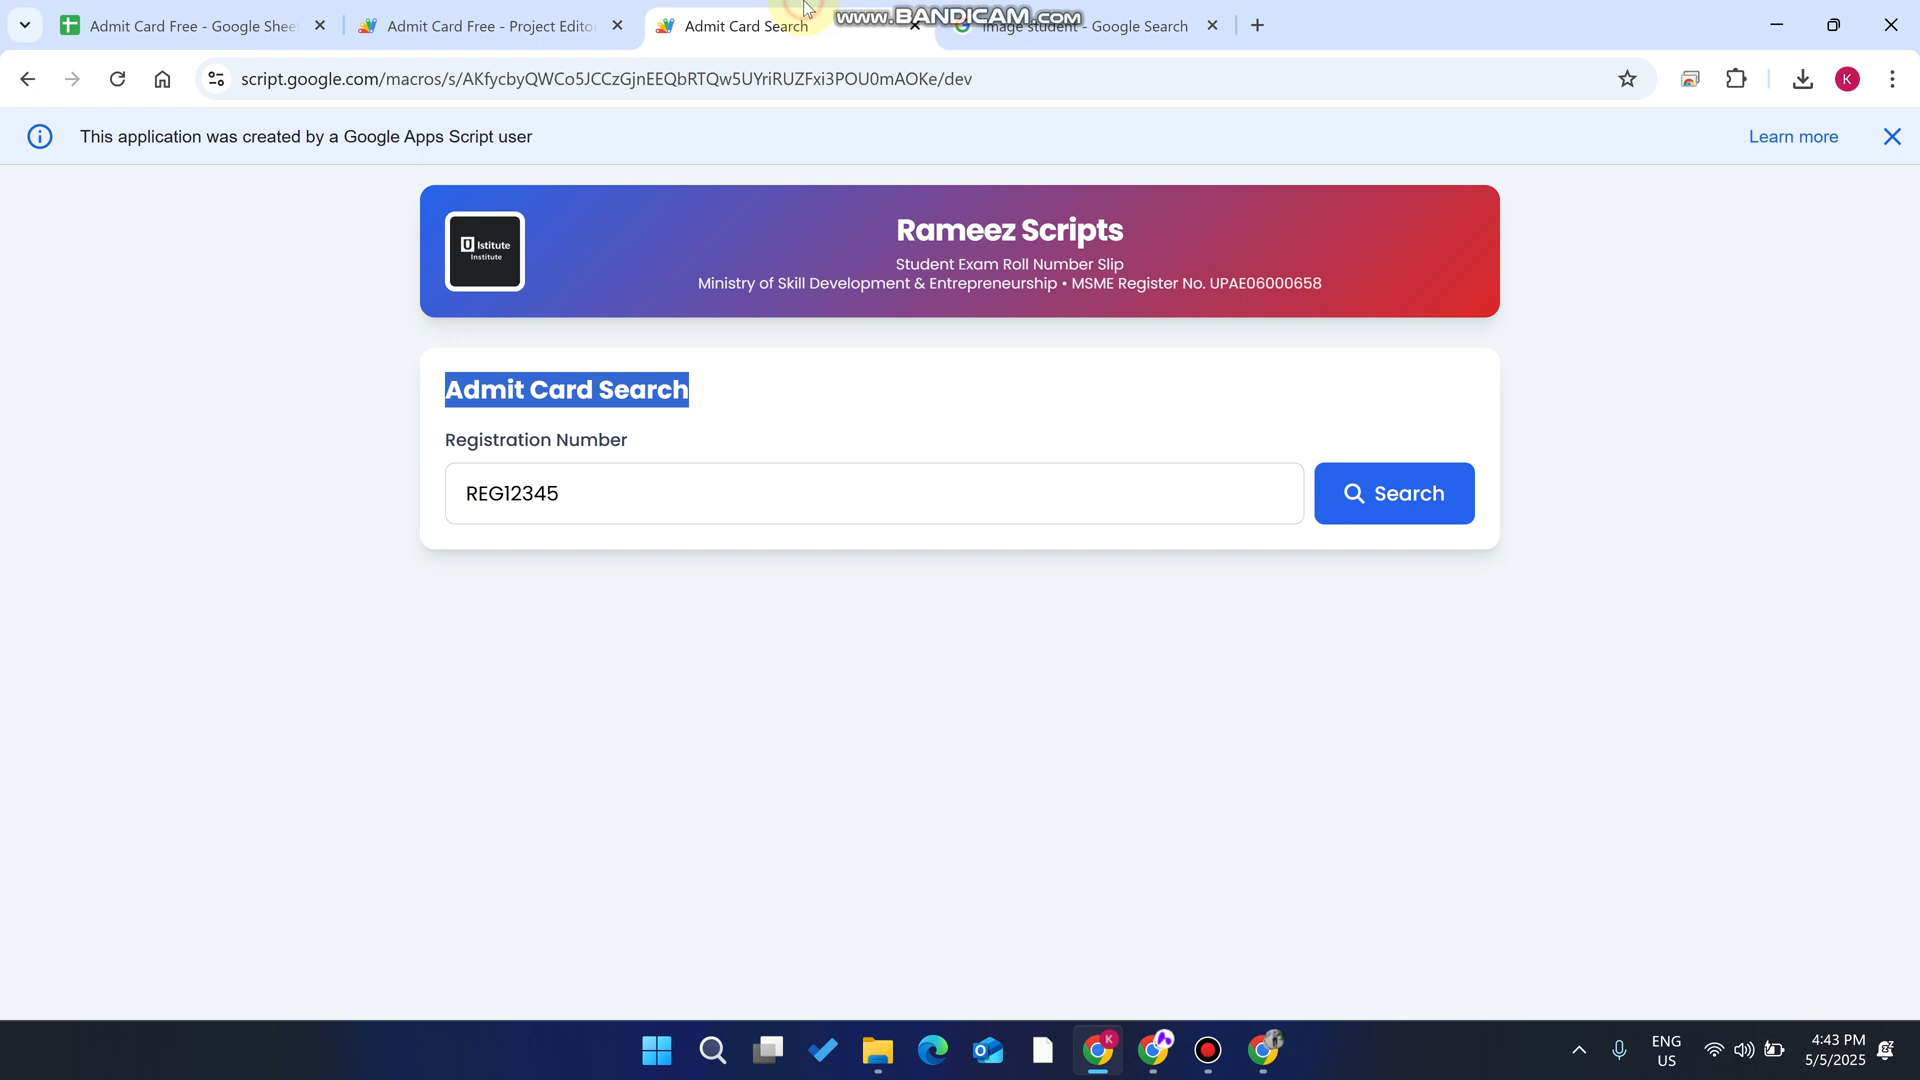 Admit Card Free - Google Shee
Admit Card Free - Project Edito
Admit Card Search
www.BANDICAM.com
image student - Google Search
script.google.com/macros/s/AKfycbyQWCo5JCCzGjnEEQbRTQw5UYriRUZFxi3POU0mAOKe/dev
K
This application was created by a Google Apps Script user
Learn more
Istitute
Institute
Rameez Scripts
Student Exam Roll Number Slip
Ministry of Skill Development & Entrepreneurship • MSME Register No. UPAE06000658
Admit Card Search
Registration Number
REG12345
Search
K
ENG
US
4:43 PM
5/5/2025